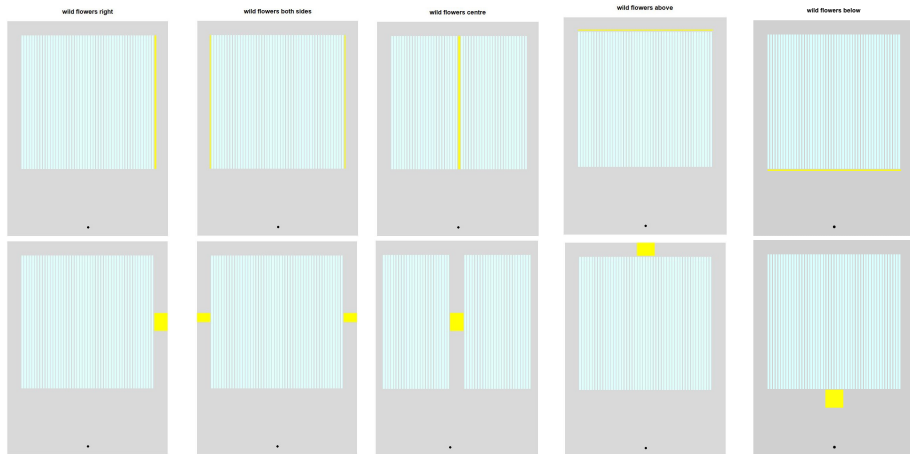 wild flowers right
wild flowers both sides
wild flowers centre
wild flowers above
wild flowers below